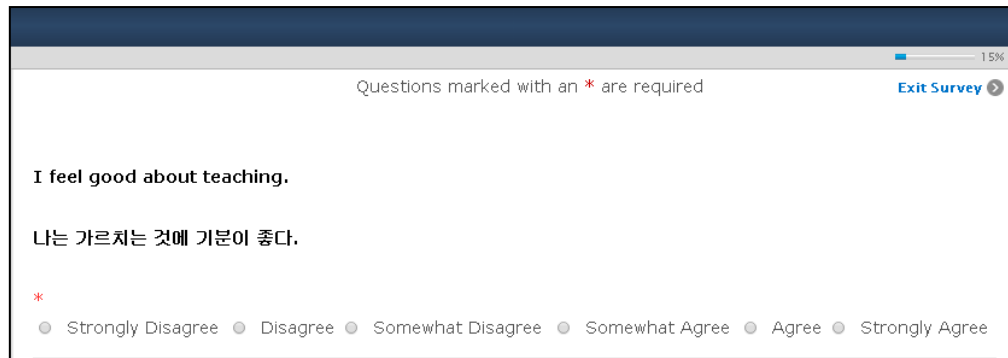 15%
Questions marked with an * are required
Exit Survey
I feel good about teaching.
나는 가르치는 것에 기분이 좋다.
*
Strongly Disagree Disagree Somewhat Disagree Somewhat Agree Agree Strongly Agree